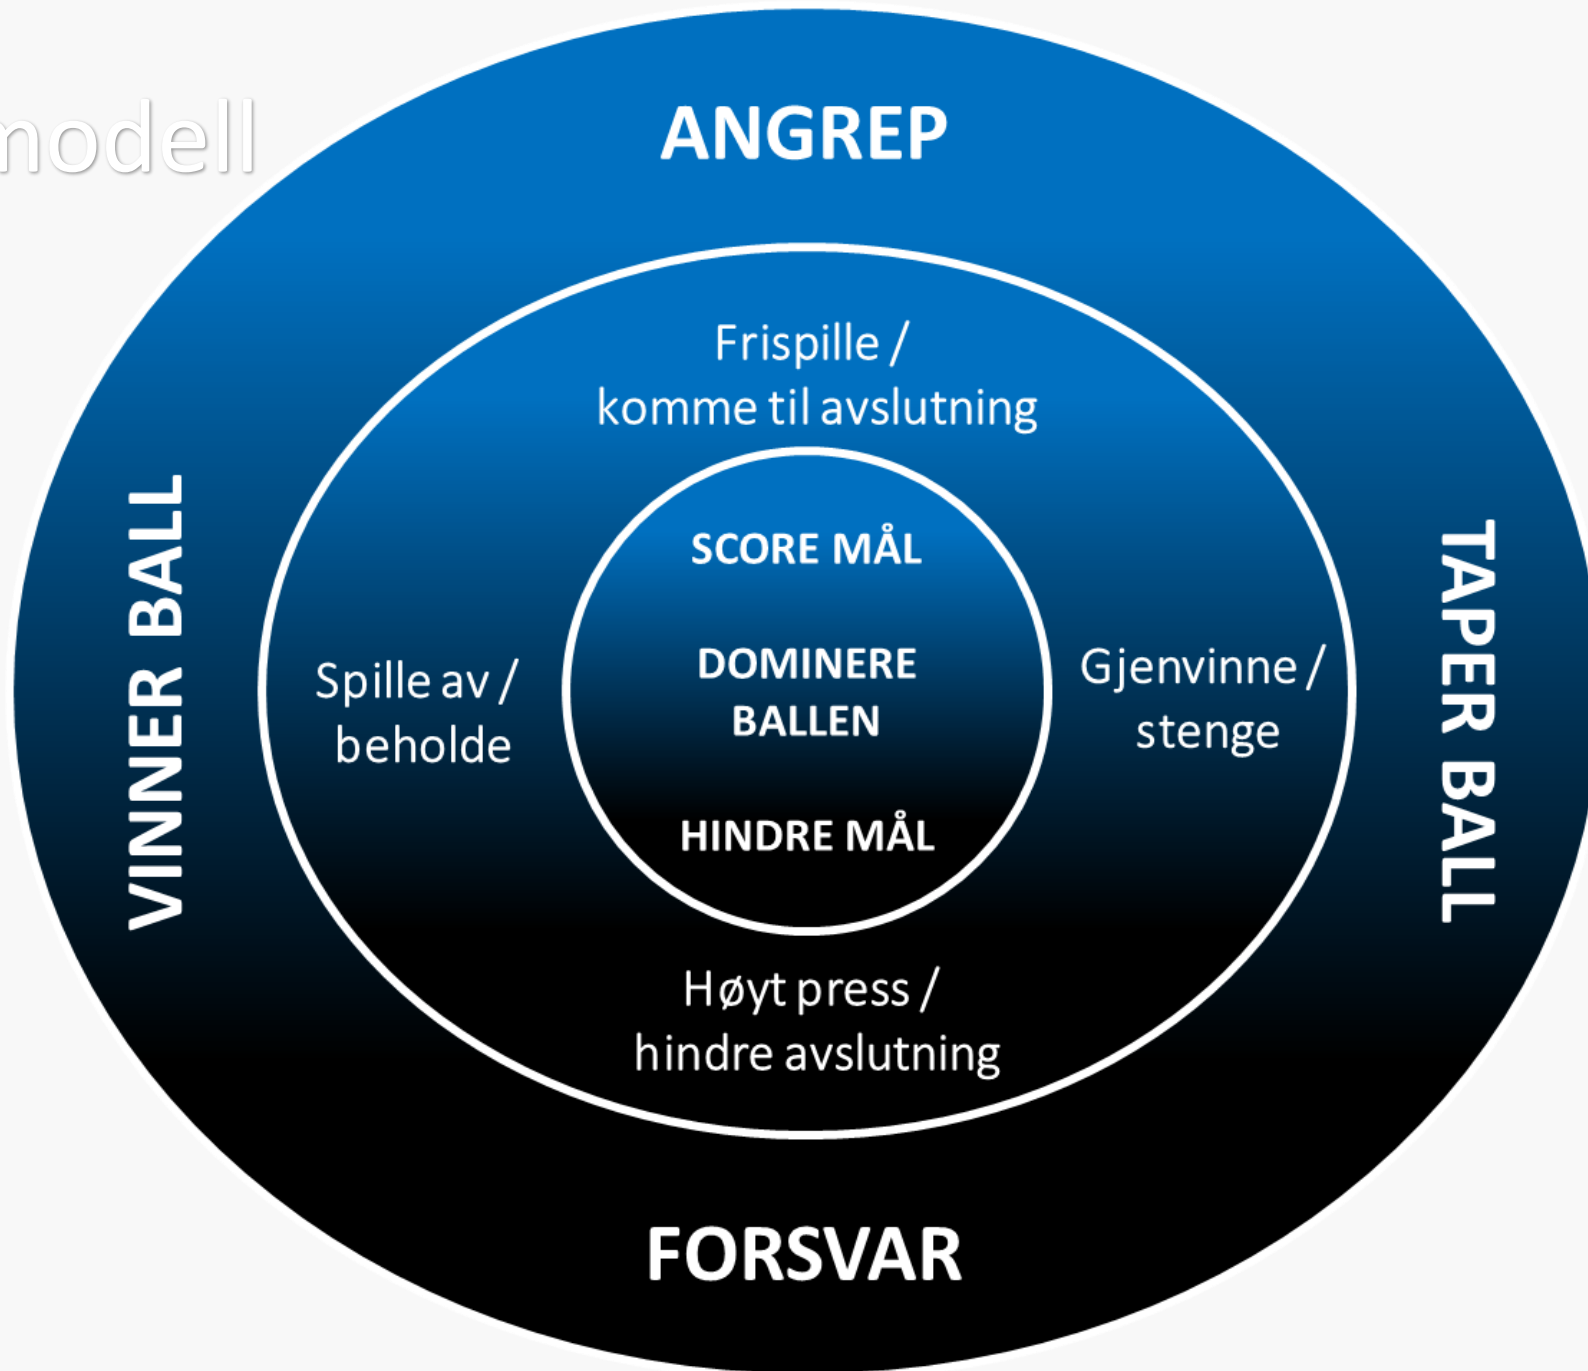 modell
ANGREP
Frispille /
komme til avslutning
SCORE MÅL
DOMINERE
BALLEN
HINDRE MÅL
VINNER BALL
Spille av /
beholde
Gjenvinne /
stenge
TAPER BALL
Høyt press /
hindre avslutning
FORSVAR